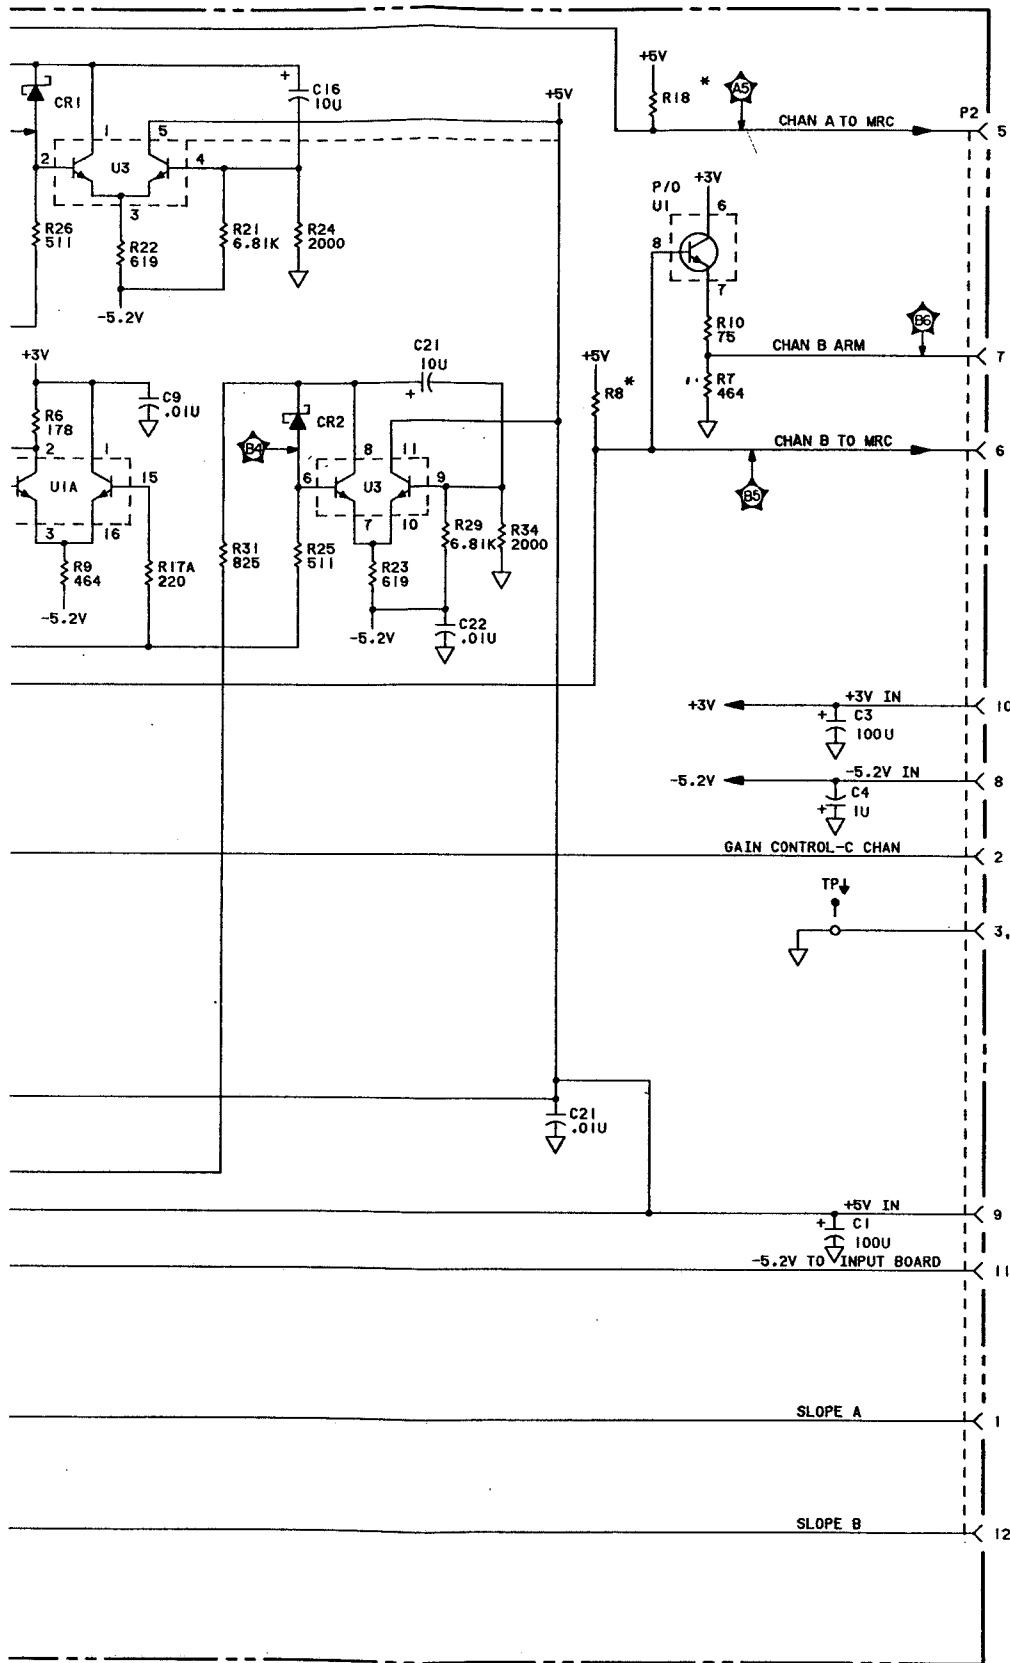 +5V
R18 *
A5
CHAN A TO MRC
P2
5
CR1
C16
10U
+
+5V
1
5
2
U3
4
3
R26
511
R22
619
R21
6.81K
R24
2000
-5.2V
P/O
U1
+3V
6
8
7
R10
75
B6
CHAN B ARM
7
R7
464
+3V
R6
178
C9
.01U
2
1
U1A
15
3
16
R9
464
-5.2V
R17A
220
C21
10U
+
CR2
B4
8
11
6
U3
9
7
10
R31
825
R25
511
R23
619
-5.2V
R29
6.81K
R34
2000
C22
.01U
+5V
R8 *
CHAN B TO MRC
6
B5
+3V
+3V IN
10
+
C3
100U
-5.2V
-5.2V IN
8
C4
+
1U
GAIN CONTROL-C CHAN
2
TP
3,
C21
.01U
+5V IN
9
+
C1
100U
-5.2V TO INPUT BOARD
11
SLOPE A
1
SLOPE B
12